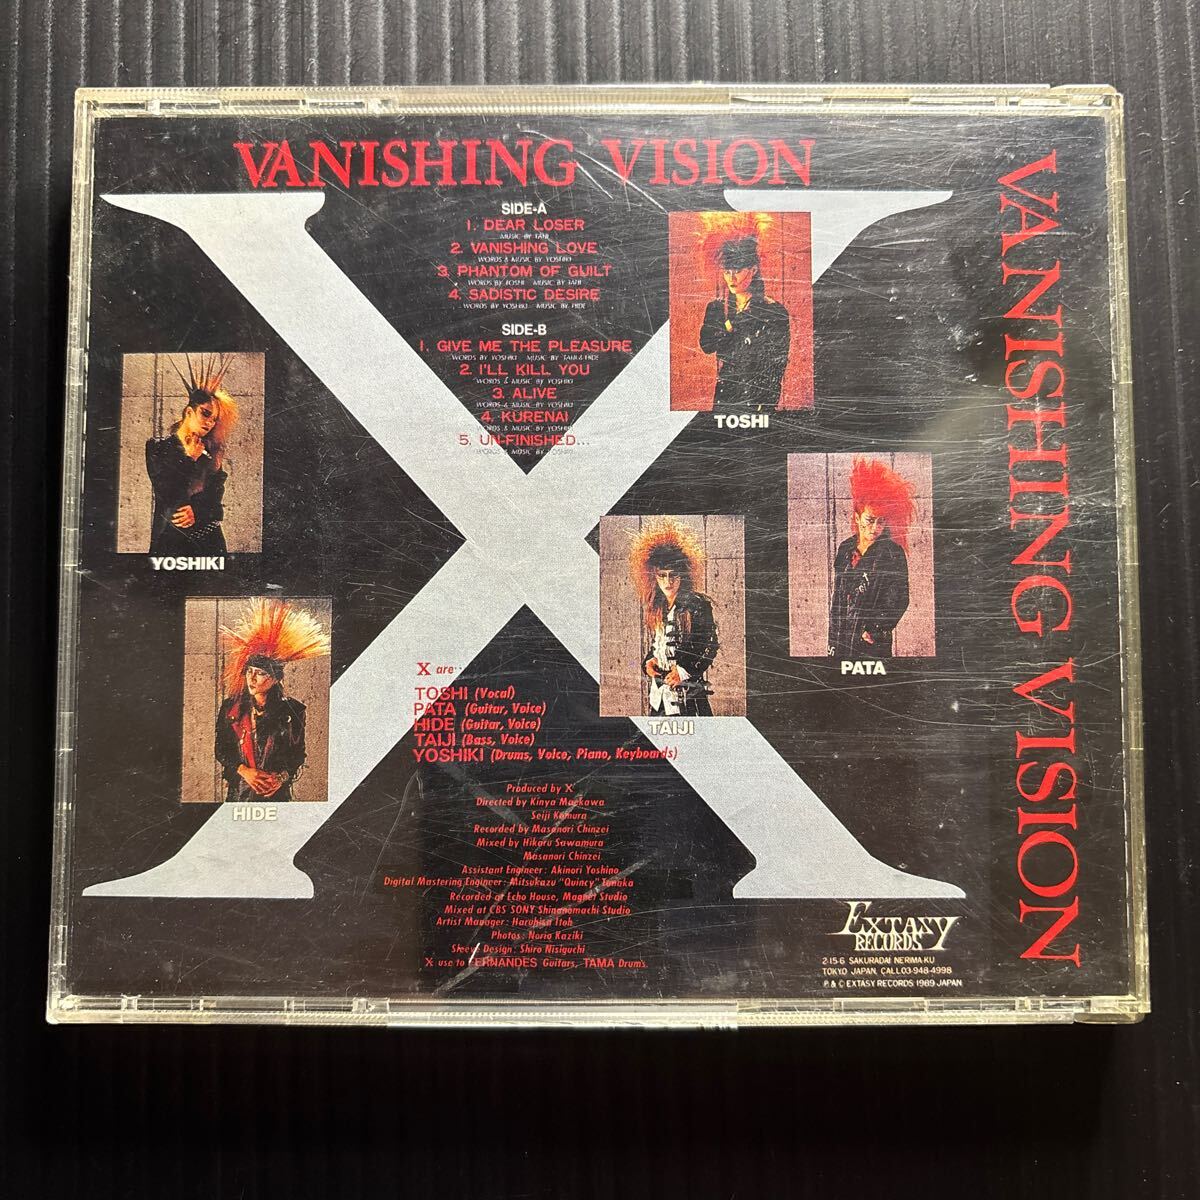 VANISHING VISION
SIDE-A
1. DEAR LOSER
MUSIC BY TAIJI
2. VANISHING LOVE
WORDS & MUSIC BY YOSHIKI
3. PHANTOM OF GUILT
WORDS BY TOSHI MUSIC BY TAIJI
4. SADISTIC DESIRE
WORDS BY YOSHIKI MUSIC BY HIDE
SIDE-B
1. GIVE ME THE PLEASURE
WORDS BY YOSHIKI MUSIC BY TAIJI & HIDE
2. I'LL KILL YOU
WORDS & MUSIC BY YOSHIKI
3. ALIVE
WORDS & MUSIC BY YOSHIKI
4. KURENAI
WORDS & MUSIC BY YOSHIKI
5. UN-FINISHED...
WORDS & MUSIC BY YOSHIKI
TOSHI
YOSHIKI
PATA
TAIJI
HIDE
X are...
TOSHI (Vocal)
PATA (Guitar, Voice)
HIDE (Guitar, Voice)
TAIJI (Bass, Voice)
YOSHIKI (Drums, Voice, Piano, Keyboards)
Produced by X
Directed by Kinya Maekawa
Seiji Komura
Recorded by Masanori Chinzei
Mixed by Hikaru Sawamura
Masanori Chinzei
Assistant Engineer: Akinori Yoshino
Digital Mastering Engineer: Mitsukazu "Quincy" Tanaka
Recorded at Echo House, Magnet Studio
Mixed at CBS SONY Shinanomachi Studio
Artist Manager: Haruhisa Itoh
Photos: Norio Kaziki
Sleeve Design: Shiro Nisiguchi
X use to FERNANDES Guitars, TAMA Drums.
EXTASY
RECORDS
2-15-6 SAKURADAI NERIMA-KU
TOKYO JAPAN. CALL03-948-4998
P. & © EXTASY RECORDS 1989 JAPAN
VANISHING VISION